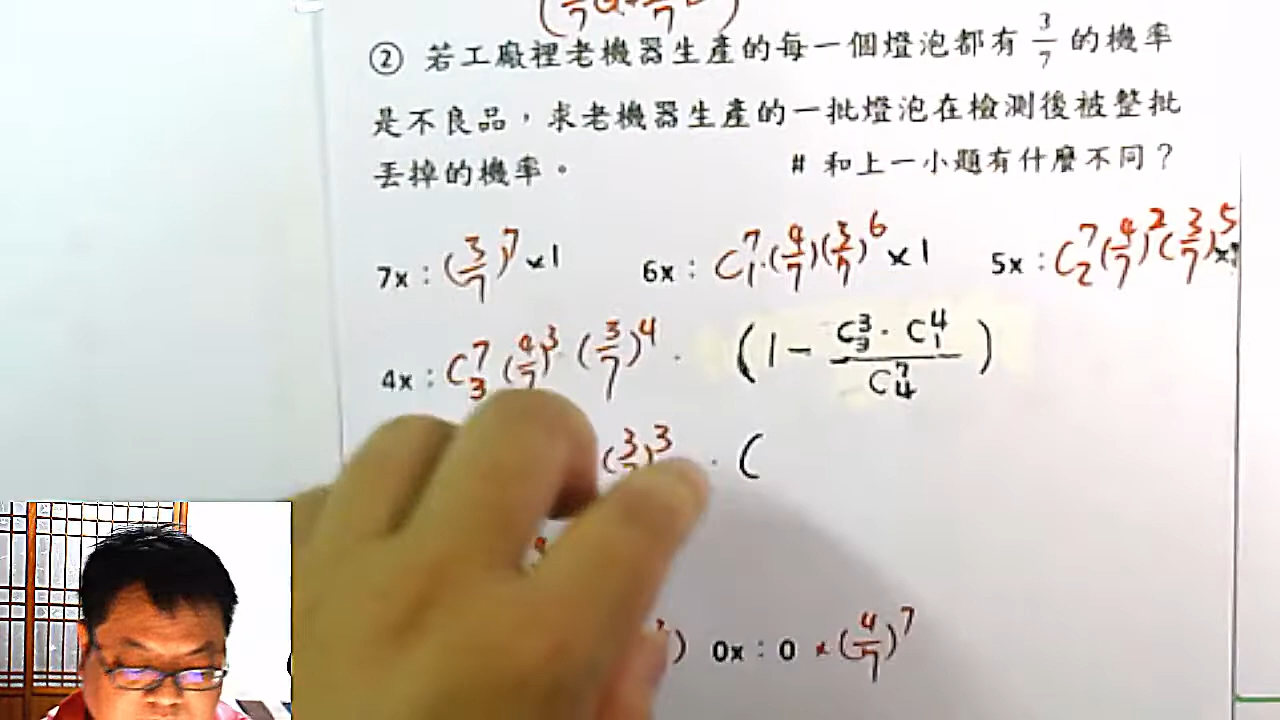 ② 若工廠裡老機器生產的每一個燈泡都有 3/7 的機率
是不良品，求老機器生產的一批燈泡在檢測後被整批
丟掉的機率。 # 和上一小題有什麼不同？
7x：(3/7)^7 ×1 6x：C^7_1·(4/7)(3/7)^6 ×1 5x：C^7_2 (4/7)^2 (3/7)^5
4x：C^7_3 (4/7)^3 · (3/7)^4 · (1 − (C^3_3 · C^4_1)/C^7_4)
(3/7)^3 · (
) 0x：0 × (4/7)^7